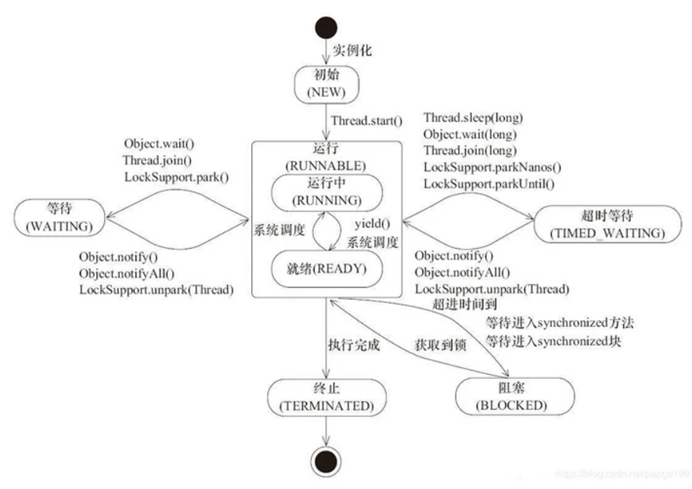 实例化
初始
(NEW)
Thread.start()
Object.wait()
Thread.join()
LockSupport.park()
Thread.sleep(long)
Object.wait(long)
Thread.join(long)
LockSupport.parkNanos()
LockSupport.parkUntil()
运行
(RUNNABLE)
运行中
(RUNNING)
系统调度
yield()
系统调度
就绪(READY)
等待
(WAITING)
超时等待
(TIMED_WAITING)
Object.notify()
Object.notifyAll()
LockSupport.unpark(Thread)
Object.notify()
Object.notifyAll()
LockSupport.unpark(Thread)
超进时间到
等待进入synchronized方法
等待进入synchronized块
执行完成
获取到锁
终止
(TERMINATED)
阻塞
(BLOCKED)